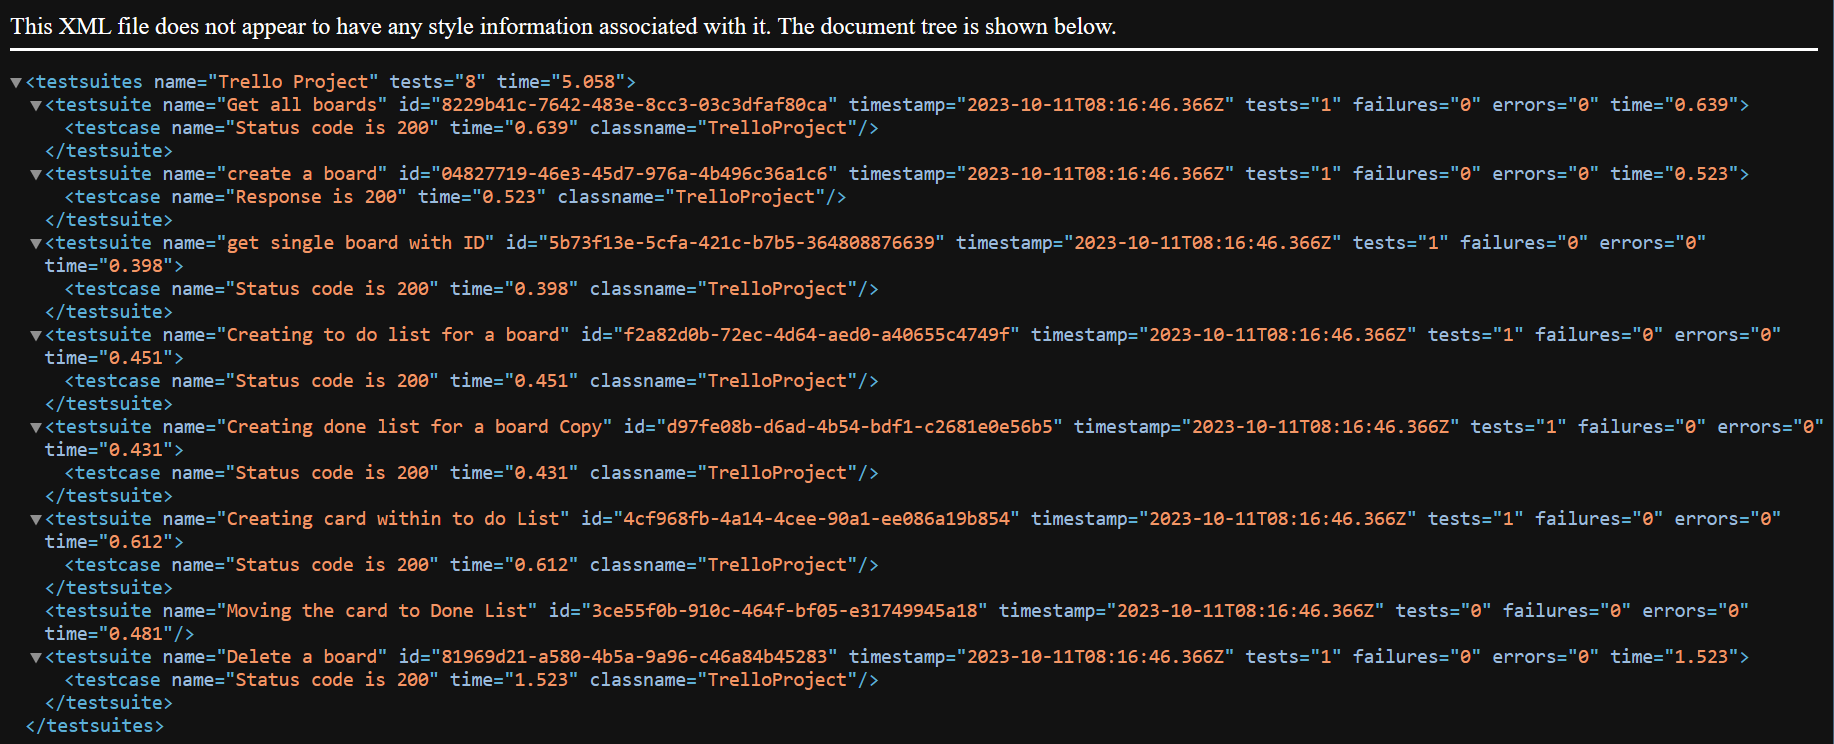 This XML file does not appear to have any style information associated with it. The document tree is shown below.
▼<testsuites name="Trello Project" tests="8" time="5.058">
▼<testsuite name="Get all boards" id="8229b41c-7642-483e-8cc3-03c3dfaf80ca" timestamp="2023-10-11T08:16:46.366Z" tests="1" failures="0" errors="0" time="0.639">
<testcase name="Status code is 200" time="0.639" classname="TrelloProject"/>
</testsuite>
▼<testsuite name="create a board" id="04827719-46e3-45d7-976a-4b496c36a1c6" timestamp="2023-10-11T08:16:46.366Z" tests="1" failures="0" errors="0" time="0.523">
<testcase name="Response is 200" time="0.523" classname="TrelloProject"/>
</testsuite>
▼<testsuite name="get single board with ID" id="5b73f13e-5cfa-421c-b7b5-364808876639" timestamp="2023-10-11T08:16:46.366Z" tests="1" failures="0" errors="0"
time="0.398">
<testcase name="Status code is 200" time="0.398" classname="TrelloProject"/>
</testsuite>
▼<testsuite name="Creating to do list for a board" id="f2a82d0b-72ec-4d64-aed0-a40655c4749f" timestamp="2023-10-11T08:16:46.366Z" tests="1" failures="0" errors="0"
time="0.451">
<testcase name="Status code is 200" time="0.451" classname="TrelloProject"/>
</testsuite>
▼<testsuite name="Creating done list for a board Copy" id="d97fe08b-d6ad-4b54-bdf1-c2681e0e56b5" timestamp="2023-10-11T08:16:46.366Z" tests="1" failures="0" errors="0"
time="0.431">
<testcase name="Status code is 200" time="0.431" classname="TrelloProject"/>
</testsuite>
▼<testsuite name="Creating card within to do List" id="4cf968fb-4a14-4cee-90a1-ee086a19b854" timestamp="2023-10-11T08:16:46.366Z" tests="1" failures="0" errors="0"
time="0.612">
<testcase name="Status code is 200" time="0.612" classname="TrelloProject"/>
</testsuite>
<testsuite name="Moving the card to Done List" id="3ce55f0b-910c-464f-bf05-e31749945a18" timestamp="2023-10-11T08:16:46.366Z" tests="0" failures="0" errors="0"
time="0.481"/>
▼<testsuite name="Delete a board" id="81969d21-a580-4b5a-9a96-c46a84b45283" timestamp="2023-10-11T08:16:46.366Z" tests="1" failures="0" errors="0" time="1.523">
<testcase name="Status code is 200" time="1.523" classname="TrelloProject"/>
</testsuite>
</testsuites>